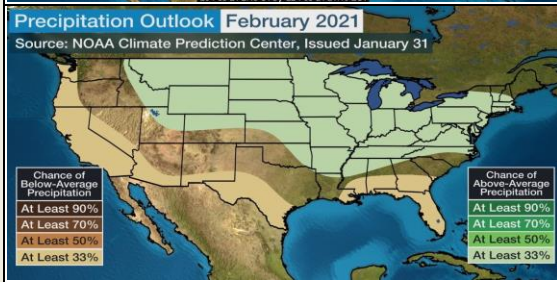 Precipitation Outlook February 2021
Source: NOAA Climate Prediction Center, Issued January 31
Chance of
Below-Average
Precipitation
At Least 90%
At Least 70%
At Least 50%
At Least 33%
Chance of
Above-Average
Precipitation
At Least 90%
At Least 70%
At Least 50%
At Least 33%